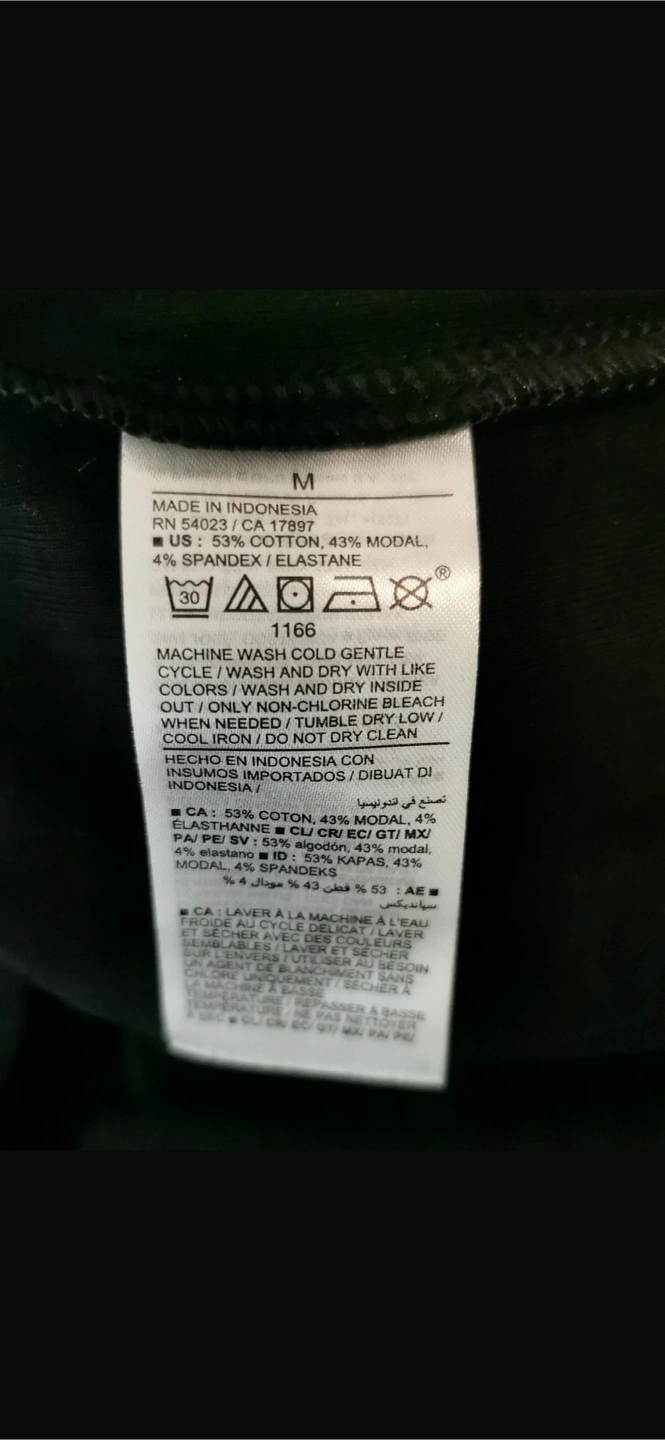 M
MADE IN INDONESIA
RN 54023 / CA 17897
■ US : 53% COTTON, 43% MODAL,
4% SPANDEX / ELASTANE
30 ®
1166
MACHINE WASH COLD GENTLE
CYCLE / WASH AND DRY WITH LIKE
COLORS / WASH AND DRY INSIDE
OUT / ONLY NON-CHLORINE BLEACH
WHEN NEEDED / TUMBLE DRY LOW /
COOL IRON / DO NOT DRY CLEAN
HECHO EN INDONESIA CON
INSUMOS IMPORTADOS / DIBUAT DI
INDONESIA /
تصنع في اندونيسيا
■ CA : 53% COTON, 43% MODAL, 4%
ÉLASTHANNE ■ CL/ CR/ EC/ GT/ MX/
PA/ PE/ SV : 53% algodón, 43% modal,
4% elastano ■ ID : 53% KAPAS, 43%
MODAL, 4% SPANDEKS
■ AE : 53 % قطن 43 % مودال 4 %
سباندیکس
■ CA : LAVER À LA MACHINE À L'EAU
FROIDE AU CYCLE DÉLICAT / LAVER
ET SÉCHER AVEC DES COULEURS
SEMBLABLES / LAVER ET SÉCHER
SUR L'ENVERS / UTILISER AU BESOIN
UN AGENT DE BLANCHIMENT SANS
CHLORE UNIQUEMENT / SÉCHER À
LA MACHINE À BASSE
TEMPÉRATURE / REPASSER À BASSE
TEMPÉRATURE / NE PAS NETTOYER
À SEC ■ CL/ CR/ EC/ GT/ MX/ PA/ PE/